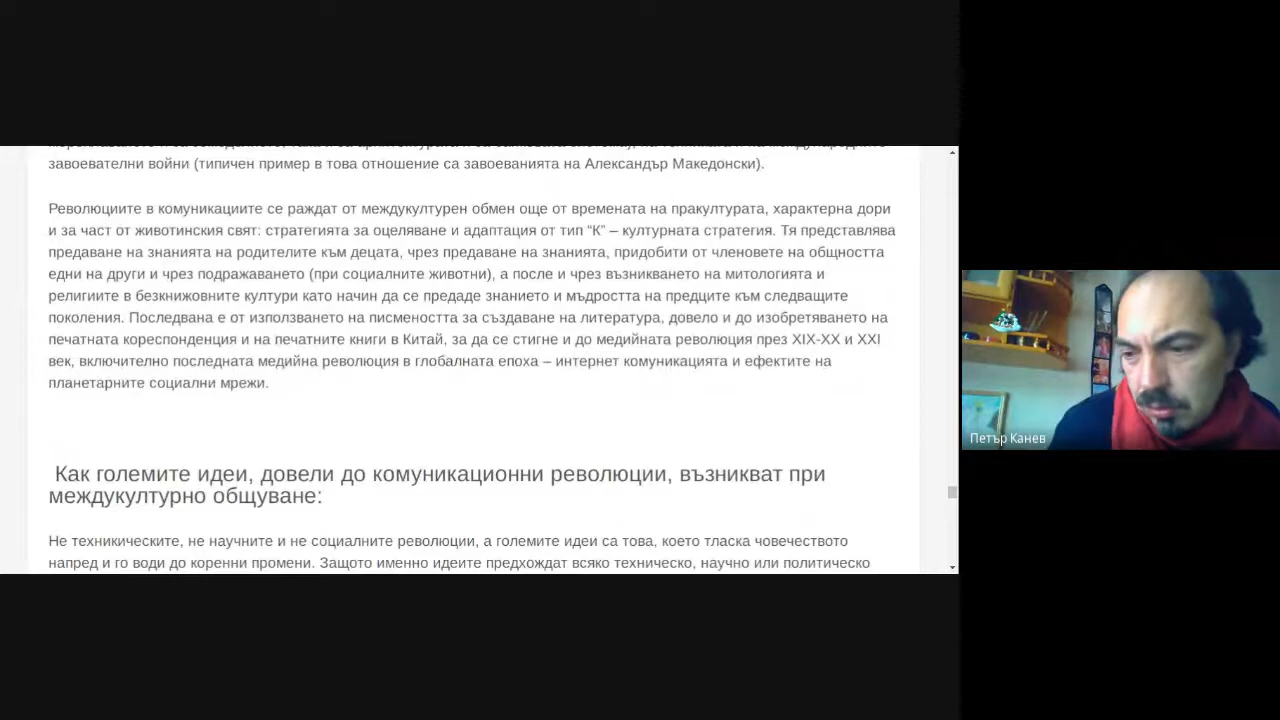 завоевателни войни (типичен пример в това отношение са завоеванията на Александър Македонски).
Революциите в комуникациите се раждат от междукултурен обмен още от времената на пракултурата, характерна дори
и за част от животинския свят: стратегията за оцеляване и адаптация от тип “К” – културната стратегия. Тя представлява
предаване на знанията на родителите към децата, чрез предаване на знанията, придобити от членовете на общността
едни на други и чрез подражаването (при социалните животни), а после и чрез възникването на митологията и
религиите в безкнижовните култури като начин да се предаде знанието и мъдростта на предците към следващите
поколения. Последвана е от използването на писмеността за създаване на литература, довело и до изобретяването на
печатната кореспонденция и на печатните книги в Китай, за да се стигне и до медийната революция през XIX-XX и XXI
век, включително последната медийна революция в глобалната епоха – интернет комуникацията и ефектите на
планетарните социални мрежи.
Как големите идеи, довели до комуникационни революции, възникват при
междукултурно общуване:
Не техникическите, не научните и не социалните революции, а големите идеи са това, което тласка човечеството
напред и го води до коренни промени. Защото именно идеите предхождат всяко техническо, научно или политическо
Петър Канев